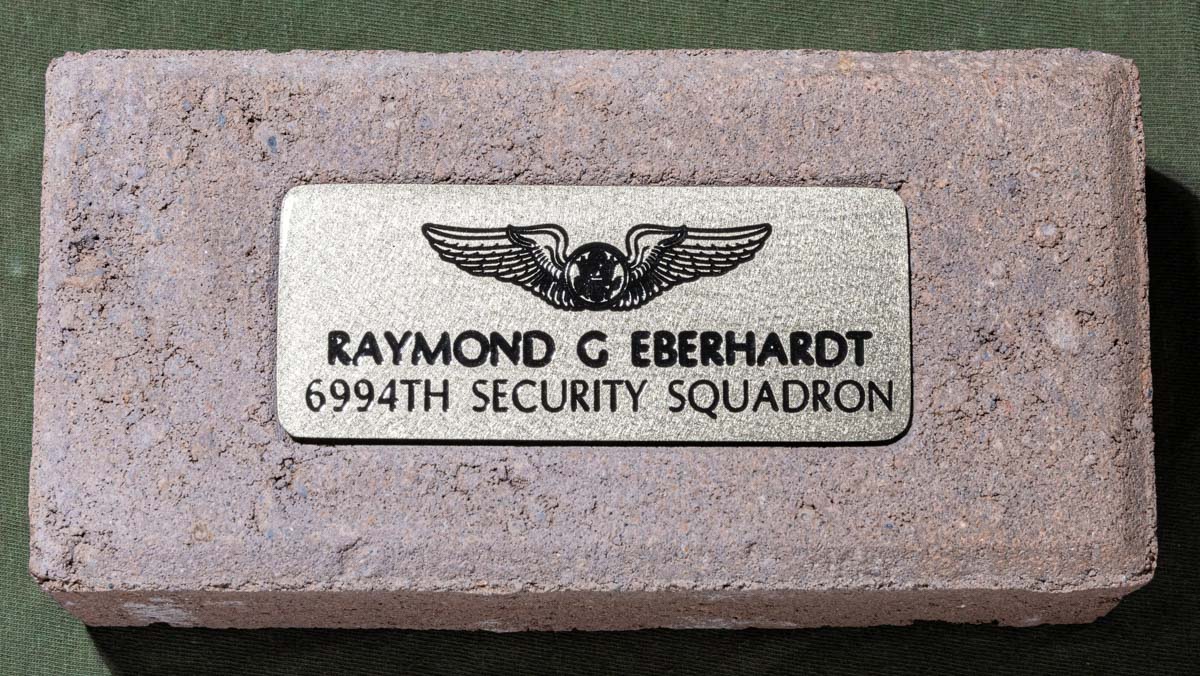 RAYMOND G EBERHARDT
6994TH SECURITY SQUADRON